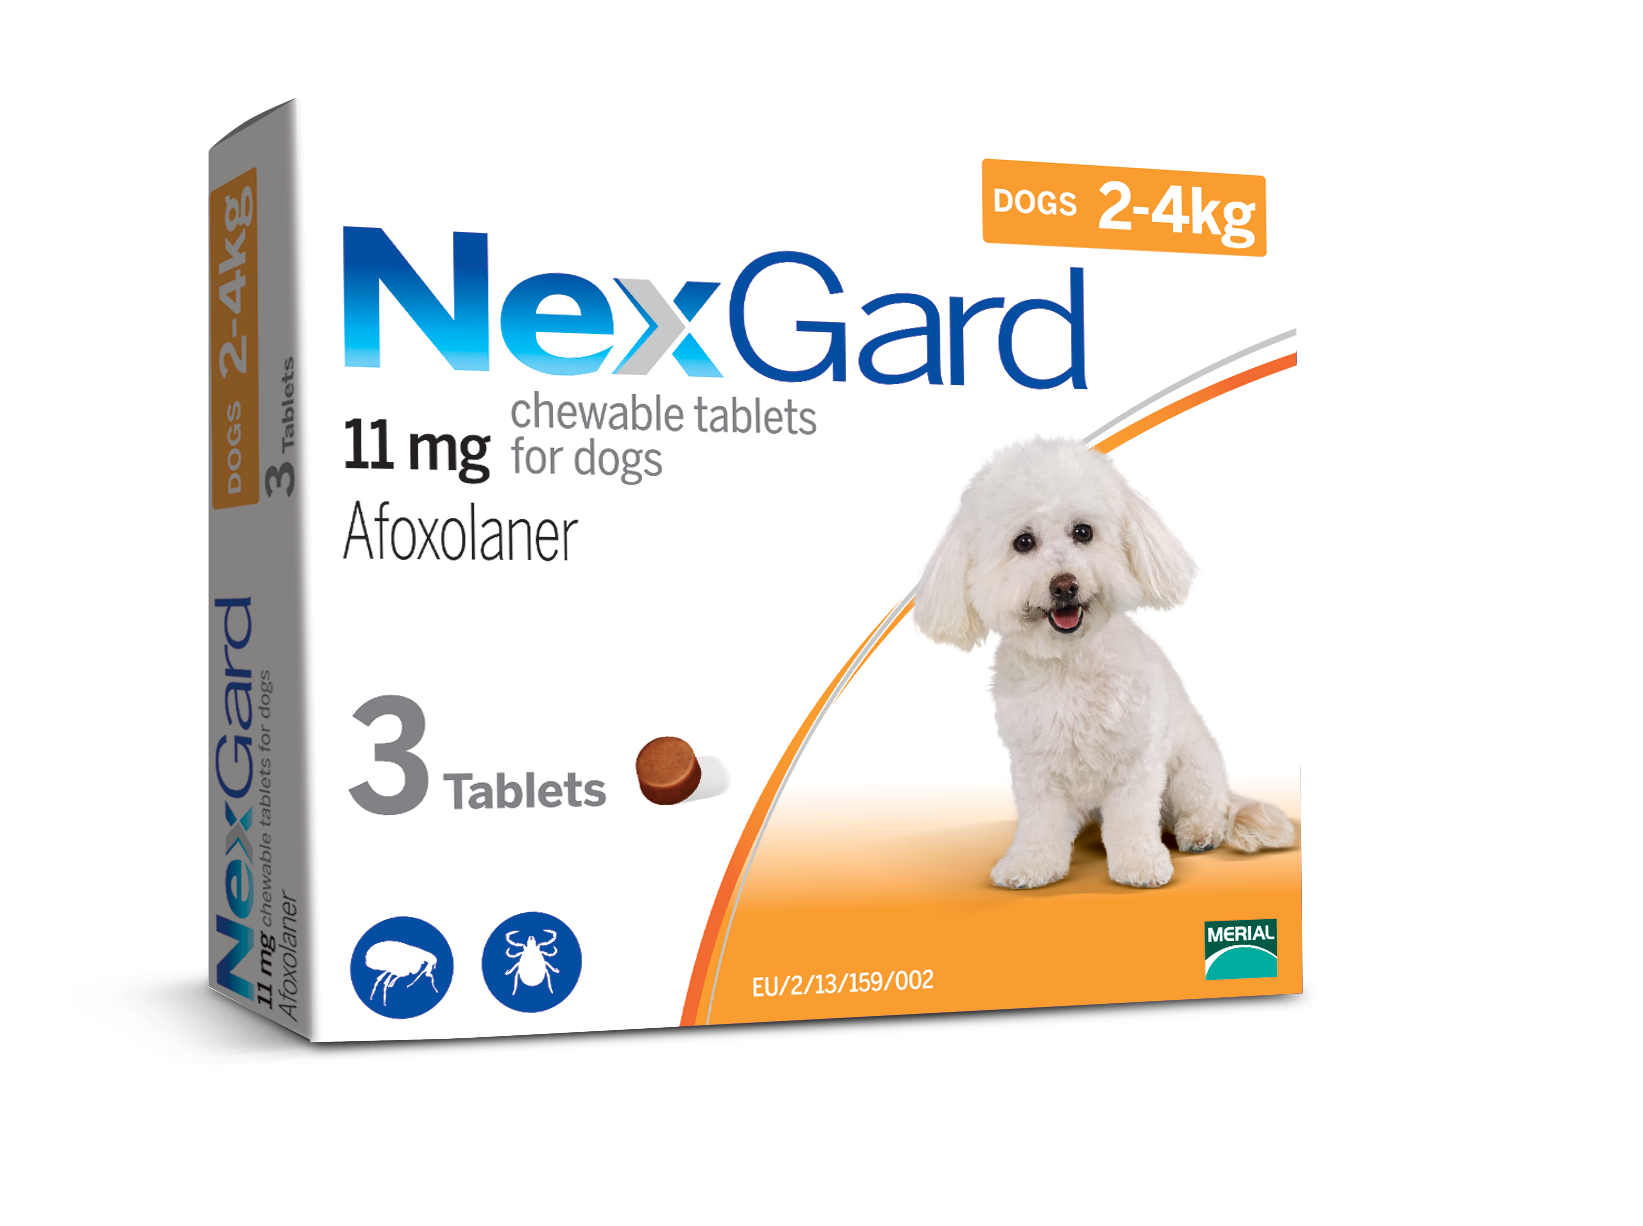 DOGS 2-4kg
NexGard
11 mg chewable tablets
for dogs
Afoxolaner
3 Tablets
EU/2/13/159/002
MERIAL
DOGS 2-4kg
3 Tablets
NexGard
11 mg chewable tablets for dogs
Afoxolaner